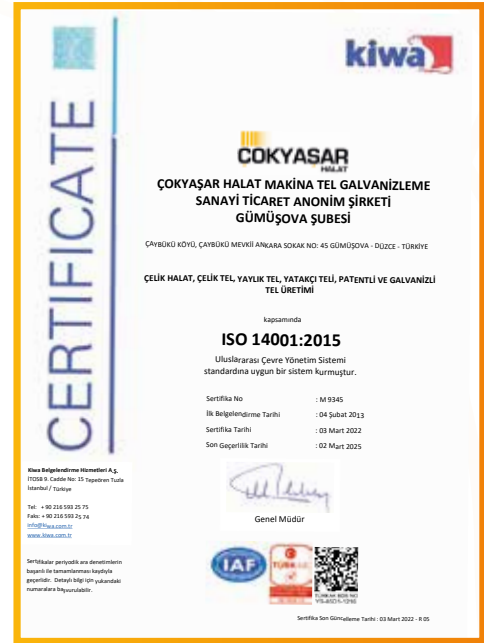 kiwa
CERTIFICATE
ÇOKYAŞAR
HALAT
ÇOKYAŞAR HALAT MAKİNA TEL GALVANİZLEME
SANAYİ TİCARET ANONİM ŞİRKETİ
GÜMÜŞOVA ŞUBESİ
ÇAYBÜKÜ KÖYÜ, ÇAYBÜKÜ MEVKİİ ANKARA SOKAK NO: 45 GÜMÜŞOVA - DÜZCE - TÜRKİYE
ÇELİK HALAT, ÇELİK TEL, YAYLIK TEL, YATAKÇI TELİ, PATENTLİ VE GALVANİZLİ
TEL ÜRETİMİ
kapsamında
ISO 14001:2015
Uluslararası Çevre Yönetim Sistemi
standardına uygun bir sistem kurmuştur.
Sertifika No : M 9345
İlk Belgelendirme Tarihi : 04 Şubat 2013
Sertifika Tarihi : 03 Mart 2022
Son Geçerlilik Tarihi : 02 Mart 2025
Genel Müdür
Kiwa Belgelendirme Hizmetleri A.Ş.
İTOSB 9. Cadde No: 15 Tepeören Tuzla
İstanbul / Türkiye
Tel: + 90 216 593 25 75
Faks: + 90 216 593 25 74
info@kiwa.com.tr
www.kiwa.com.tr
Sertifikalar periyodik ara denetimlerin
başarılı ile tamamlanması kaydıyla
geçerlidir. Detaylı bilgi için yukarıdaki
numaralara başvurulabilir.
IAF
TÜRKAK
Sertifika Son Güncelleme Tarihi : 03 Mart 2022 - R 05